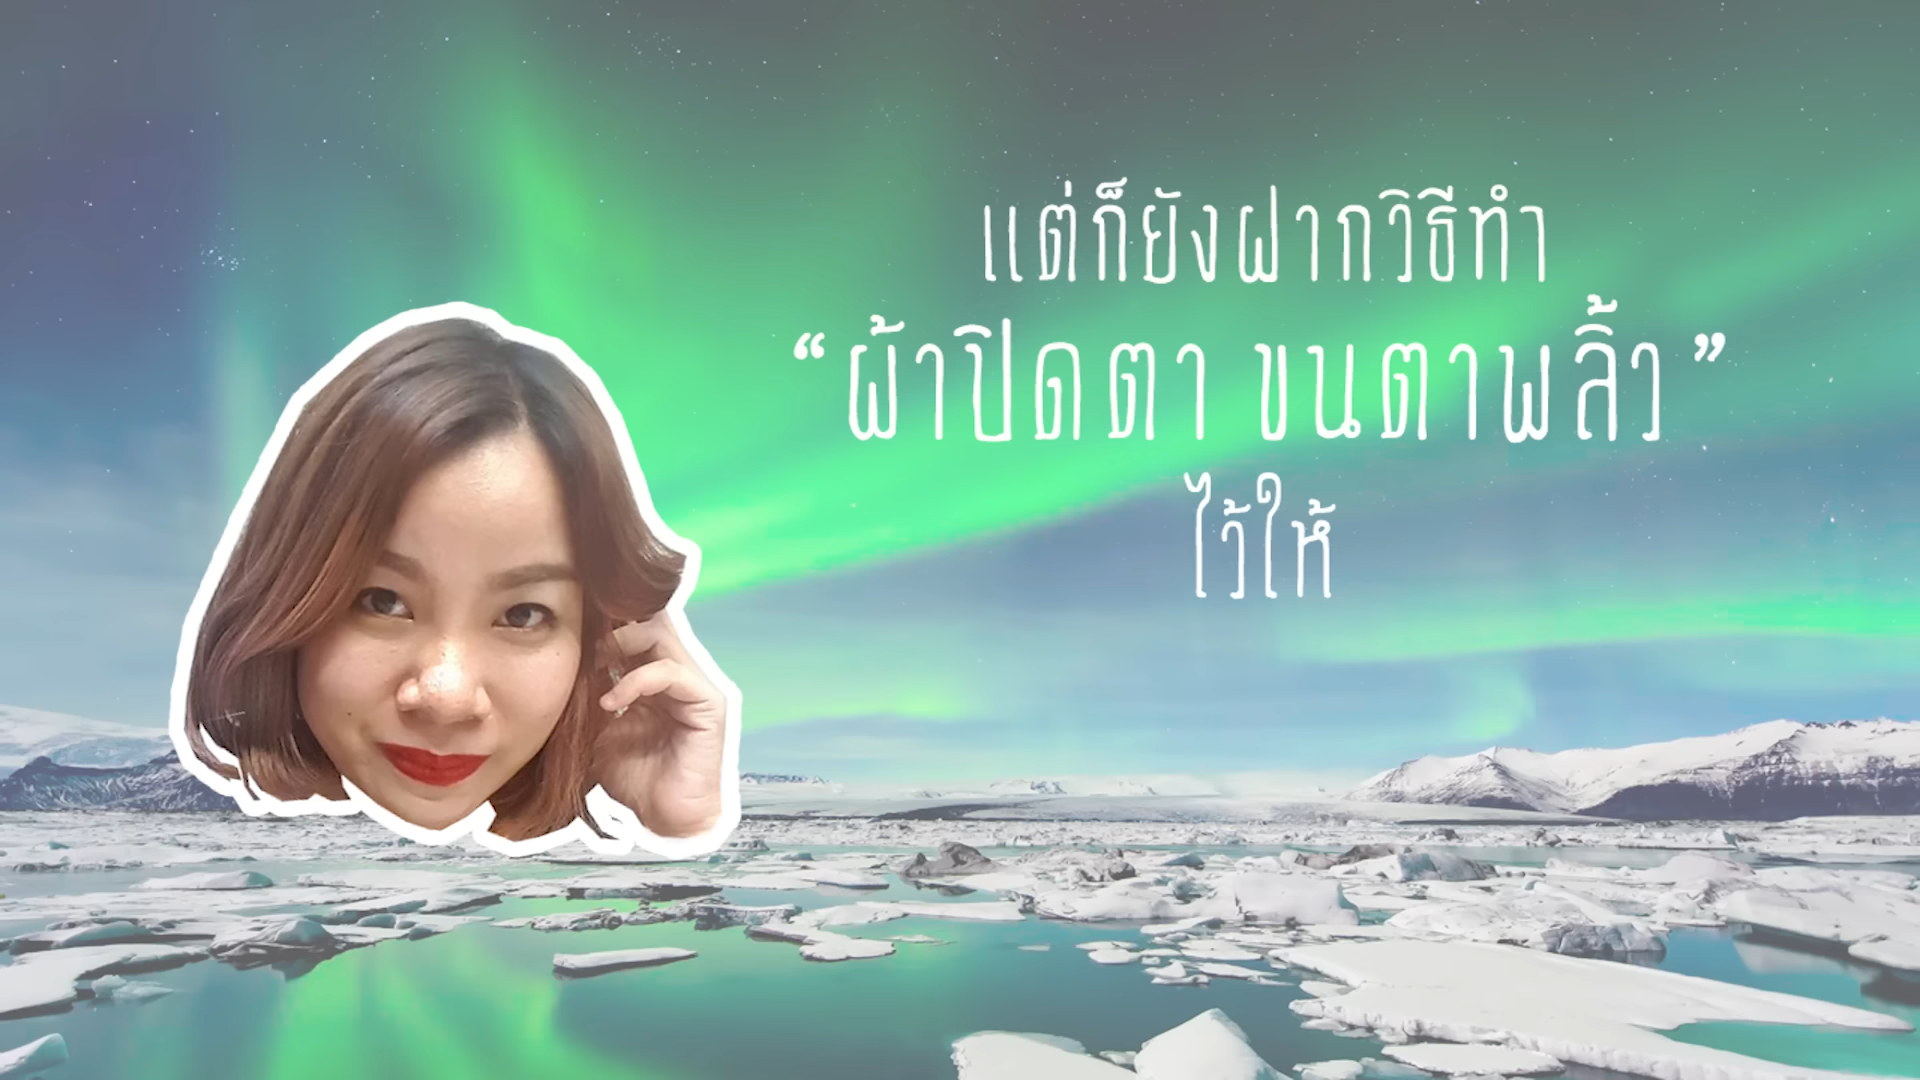 แต่ก็ยังฝากวิธีทำ
“ผ้าปิดตา ขนตาพลิ้ว”
ไว้ให้